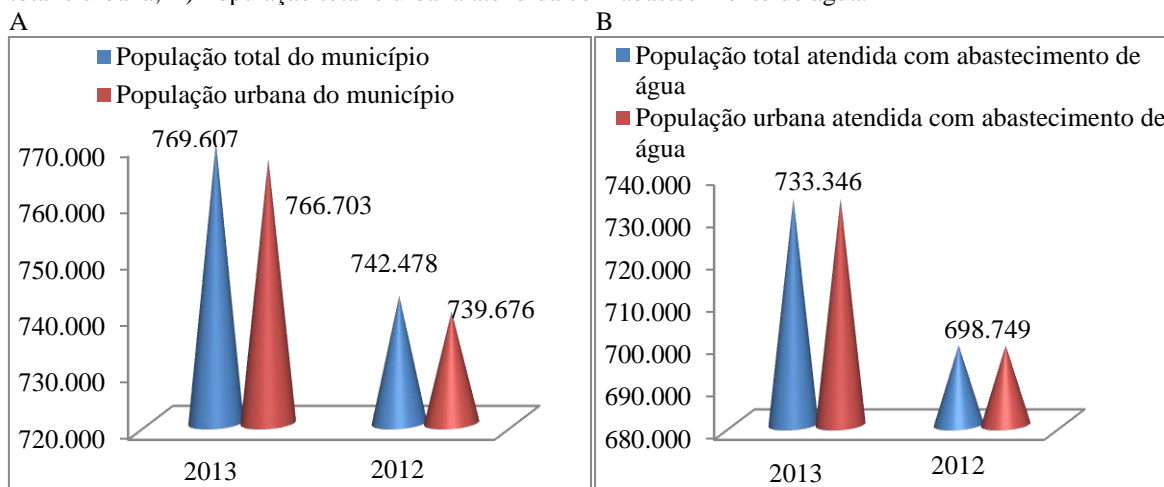 A
População total do município
População urbana do município
769.607
766.703
742.478
739.676
770.000
760.000
750.000
740.000
730.000
720.000
2013
2012
B
População total atendida com abastecimento de
água
População urbana atendida com abastecimento de
água
733.346
698.749
740.000
730.000
720.000
710.000
700.000
690.000
680.000
2013
2012